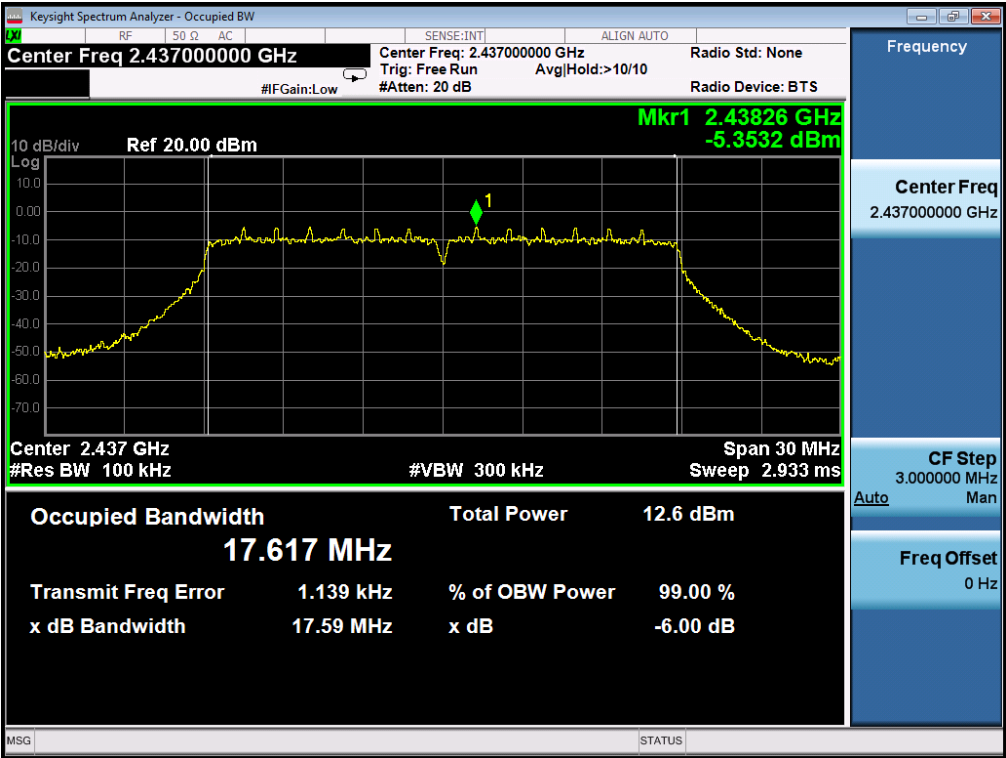 Keysight Spectrum Analyzer - Occupied BW
LXI
RF 50 Ω AC SENSE:INT ALIGN AUTO
Center Freq 2.437000000 GHz
Center Freq: 2.437000000 GHz Radio Std: None
Trig: Free Run Avg|Hold:>10/10
#IFGain:Low #Atten: 20 dB Radio Device: BTS
Mkr1 2.43826 GHz
-5.3532 dBm
10 dB/div Ref 20.00 dBm
Log
10.0
0.00
-10.0
-20.0
-30.0
-40.0
-50.0
-60.0
-70.0
1
Center 2.437 GHz Span 30 MHz
#Res BW 100 kHz #VBW 300 kHz Sweep 2.933 ms
Occupied Bandwidth Total Power 12.6 dBm
17.617 MHz
Transmit Freq Error 1.139 kHz % of OBW Power 99.00 %
x dB Bandwidth 17.59 MHz x dB -6.00 dB
MSG STATUS
Frequency
Center Freq
2.437000000 GHz
CF Step
3.000000 MHz
Auto Man
Freq Offset
0 Hz